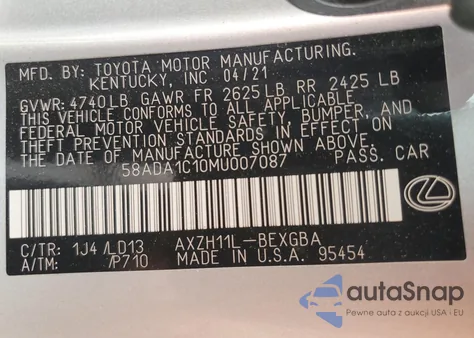 MFD. BY: TOYOTA MOTOR MANUFACTURING.
KENTUCKY, INC 04/21
GVWR: 4740LB GAWR FR 2625 LB RR 2425 LB
THIS VEHICLE CONFORMS TO ALL APPLICABLE
FEDERAL MOTOR VEHICLE SAFETY, BUMPER, AND
THEFT PREVENTION STANDARDS IN EFFECT ON
THE DATE OF MANUFACTURE SHOWN ABOVE.
58ADA1C10MU007087 PASS. CAR
C/TR: 1J4 /LD13 AXZH11L-BEXGBA
A/TM: /P710 MADE IN U.S.A. 95454
autoSnap
Pewne auta z aukcji USA i EU